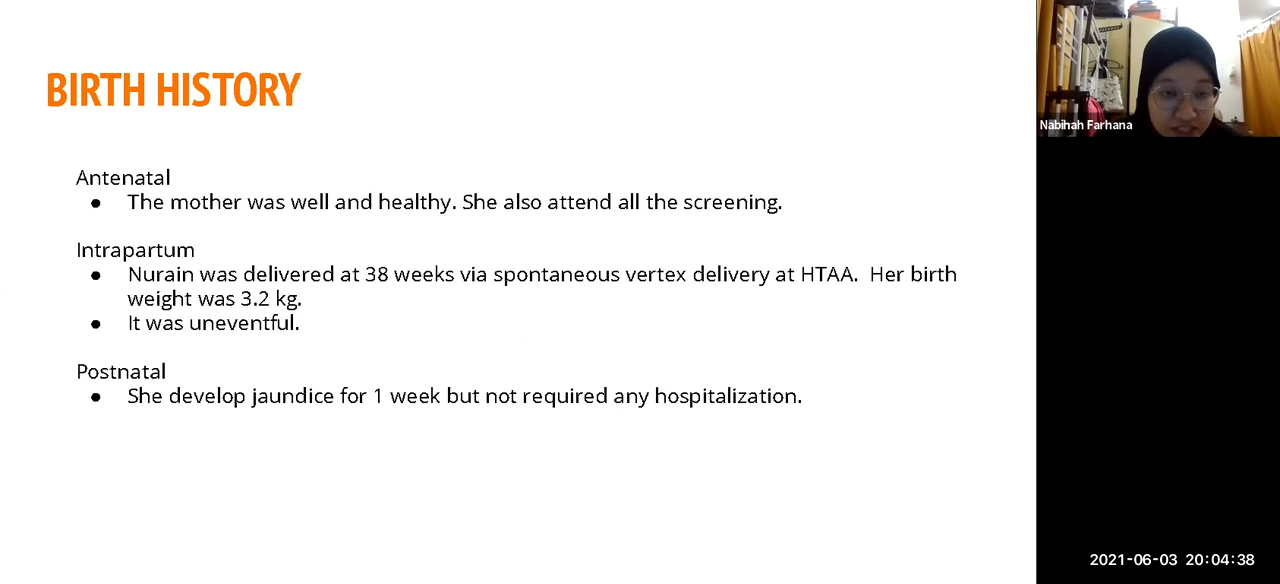 BIRTH HISTORY
Nabihah Farhana
Antenatal
● The mother was well and healthy. She also attend all the screening.
Intrapartum
● Nurain was delivered at 38 weeks via spontaneous vertex delivery at HTAA.  Her birth
weight was 3.2 kg.
● It was uneventful.
Postnatal
● She develop jaundice for 1 week but not required any hospitalization.
2021-06-03  20:04:38